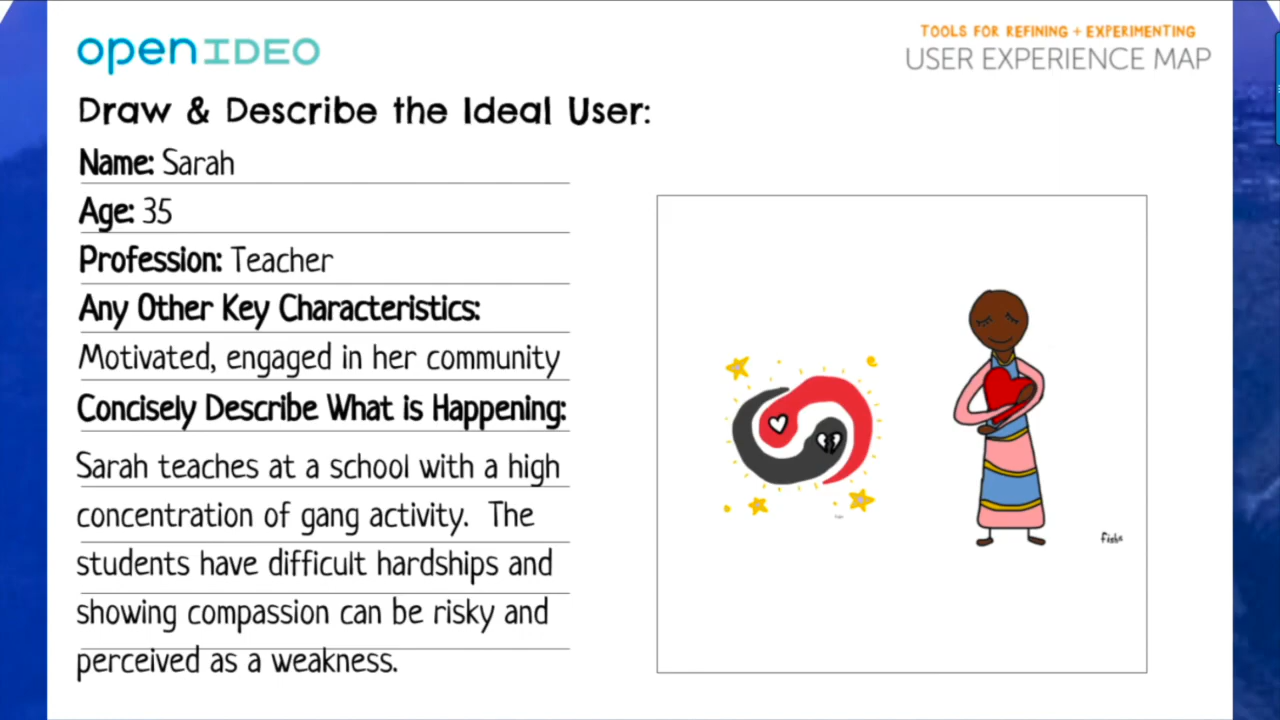 openIDEO
TOOLS FOR REFINING + EXPERIMENTING
USER EXPERIENCE MAP
Draw & Describe the Ideal User:
Name: Sarah
Age: 35
Profession: Teacher
Any Other Key Characteristics:
Motivated, engaged in her community
Concisely Describe What is Happening:
Sarah teaches at a school with a high
concentration of gang activity. The
students have difficult hardships and
showing compassion can be risky and
perceived as a weakness.